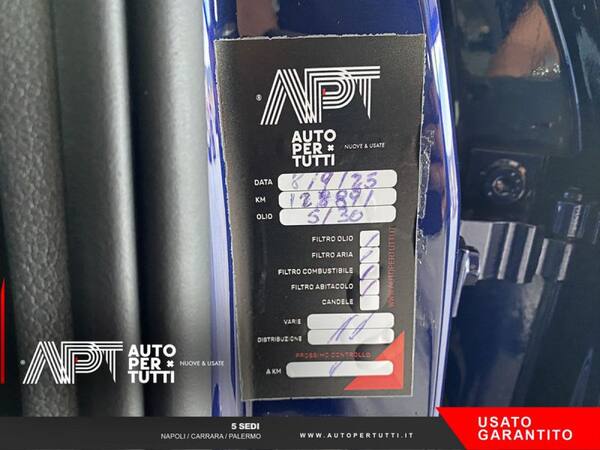 APT
AUTO
PER
TUTTI
NUOVE & USATE
DATA 8/9/25
KM
OLIO 5/30
FILTRO OLIO /
FILTRO ARIA /
FILTRO COMBUSTIBILE /
FILTRO ABITACOLO /
CANDELE
WWW.AUTOPERTUTTI.IT
VARIE
DISTRIBUZIONE
PROSSIMO CONTROLLO
A KM
APT
AUTO
PER
TUTTI
NUOVE & USATE
5 SEDI
NAPOLI / CARRARA / PALERMO
WWW.AUTOPERTUTTI.IT
USATO
GARANTITO